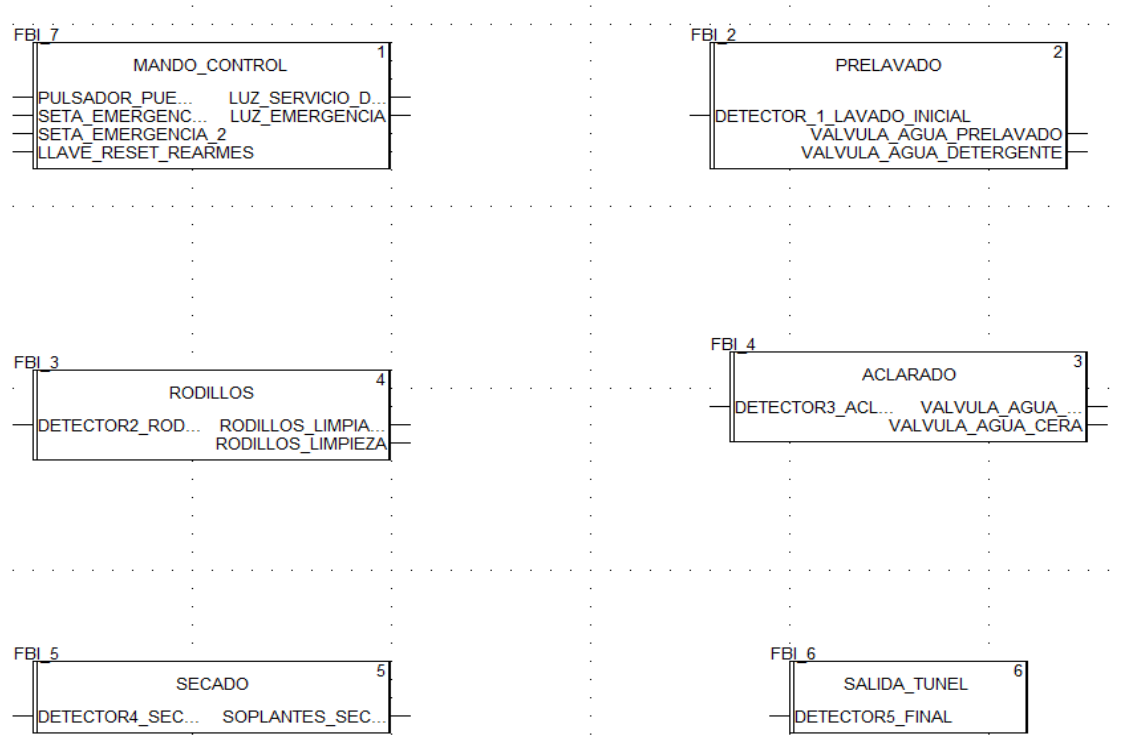 FBI_7
1
MANDO_CONTROL
PULSADOR_PUE... LUZ_SERVICIO_D...
SETA_EMERGENC... LUZ_EMERGENCIA
SETA_EMERGENCIA_2
LLAVE_RESET_REARMES
FBI_2
2
PRELAVADO
DETECTOR_1_LAVADO_INICIAL
VALVULA_AGUA_PRELAVADO
VALVULA_AGUA_DETERGENTE
FBI_3
4
RODILLOS
DETECTOR2_ROD... RODILLOS_LIMPIA...
RODILLOS_LIMPIEZA
FBI_4
3
ACLARADO
DETECTOR3_ACL... VALVULA_AGUA_...
VALVULA_AGUA_CERA
FBI_5
5
SECADO
DETECTOR4_SEC... SOPLANTES_SEC...
FBI_6
6
SALIDA_TUNEL
DETECTOR5_FINAL